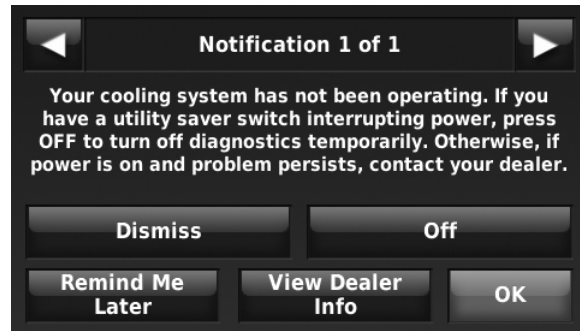 Notification 1 of 1
Your cooling system has not been operating. If you
have a utility saver switch interrupting power, press
OFF to turn off diagnostics temporarily. Otherwise, if
power is on and problem persists, contact your dealer.
Dismiss
Off
Remind Me
Later
View Dealer
Info
OK